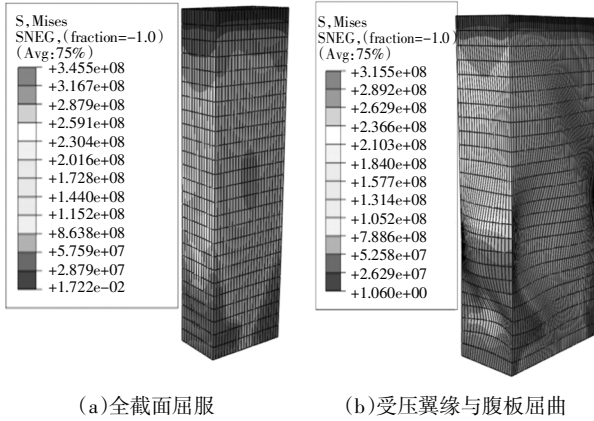 S, Mises
SNEG, (fraction=-1.0)
(Avg:75%)
+3.455e+08
+3.167e+08
+2.879e+08
+2.591e+08
+2.304e+08
+2.016e+08
+1.728e+08
+1.440e+08
+1.152e+08
+8.638e+08
+5.759e+07
+2.879e+07
+1.722e-02
(a)全截面屈服
S, Mises
SNEG, (fraction=-1.0)
(Avg:75%)
+3.155e+08
+2.892e+08
+2.629e+08
+2.366e+08
+2.103e+08
+1.840e+08
+1.577e+08
+1.314e+08
+1.052e+08
+7.886e+08
+5.258e+07
+2.629e+07
+1.060e+00
(b)受压翼缘与腹板屈曲